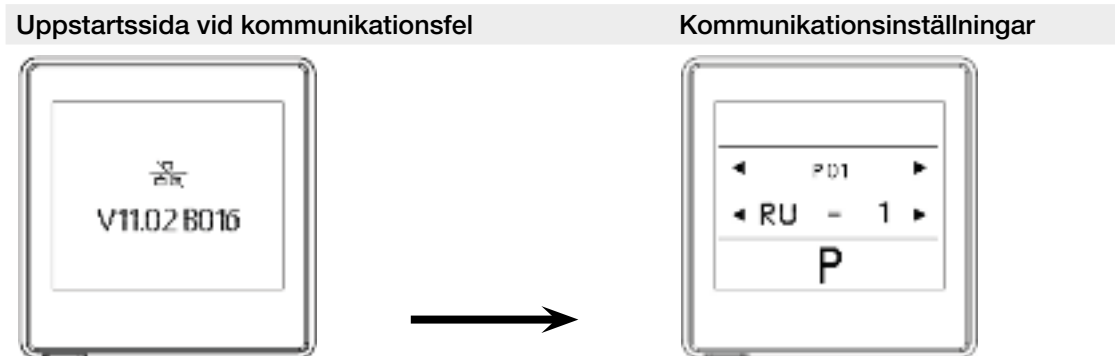 Uppstartssida vid kommunikationsfel
Kommunikationsinställningar
V11.02 B016
P01
RU - 1
P